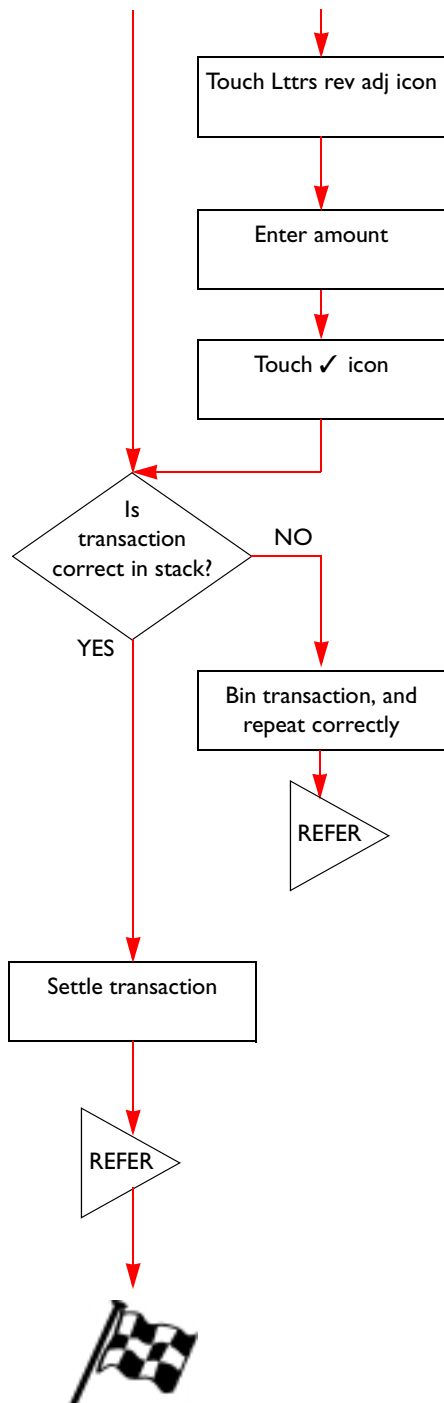 Touch Lttrs rev adj icon
Enter amount
Touch ✓ icon
Is
transaction
correct in stack?
NO
YES
Bin transaction, and
repeat correctly
REFER
Settle transaction
REFER